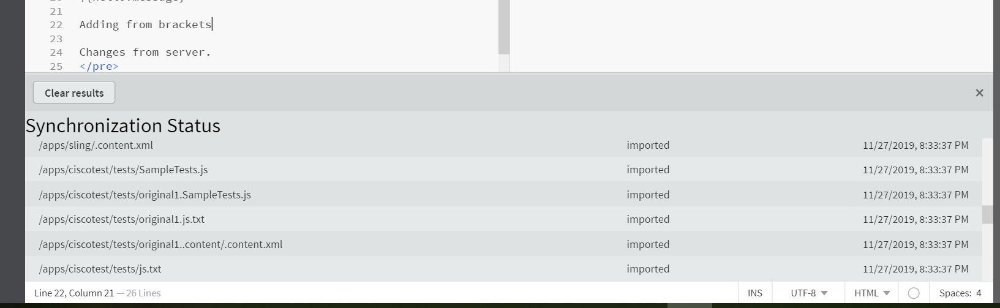 21
22 Adding from brackets
23
24 Changes from server.
25 </pre>
Clear results ×
Synchronization Status
/apps/sling/.content.xml imported 11/27/2019, 8:33:37 PM
/apps/ciscotest/tests/SampleTests.js imported 11/27/2019, 8:33:37 PM
/apps/ciscotest/tests/original1.SampleTests.js imported 11/27/2019, 8:33:37 PM
/apps/ciscotest/tests/original1.js.txt imported 11/27/2019, 8:33:37 PM
/apps/ciscotest/tests/original1..content/.content.xml imported 11/27/2019, 8:33:37 PM
/apps/ciscotest/tests/js.txt imported 11/27/2019, 8:33:37 PM
Line 22, Column 21 — 26 Lines INS UTF-8 HTML Spaces: 4